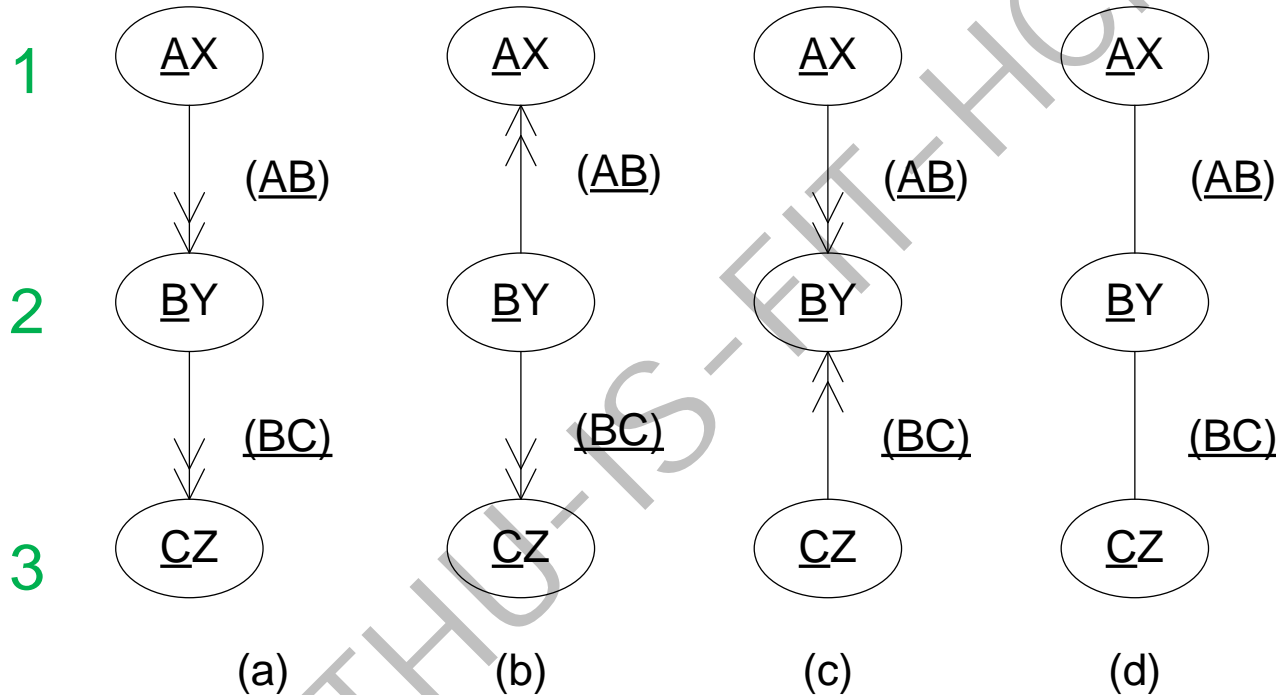 1 AX AX AX AX
(AB) (AB) (AB) (AB)
2 BY BY BY BY
(BC) (BC) (BC) (BC)
3 CZ CZ CZ CZ
(a) (b) (c) (d)
THU-IS-FIT-HC